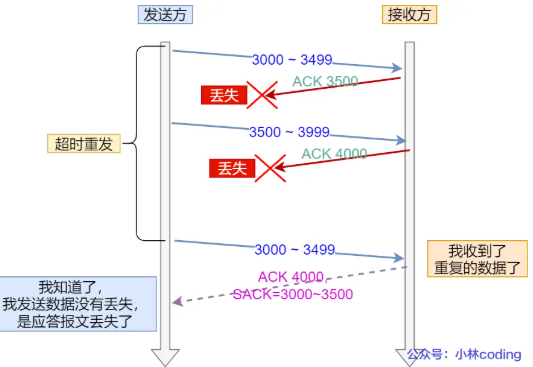 发送方
接收方
3000 ~ 3499
ACK 3500
丢失
3500 ~ 3999
超时重发
ACK 4000
丢失
3000 ~ 3499
我收到了
重复的数据了
ACK 4000,
SACK=3000~3500
我知道了，
我发送数据没有丢失，
是应答报文丢失了
公众号：小林coding